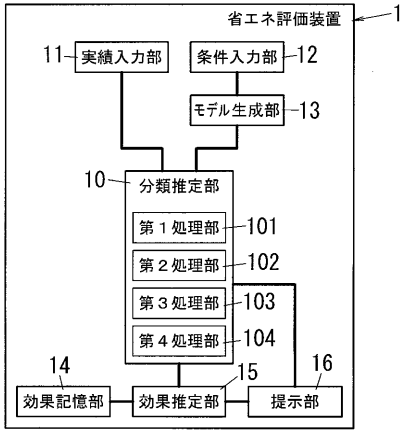 省エネ評価装置 1
11 実績入力部
条件入力部 12
モデル生成部 13
10 分類推定部
第1処理部 101
第2処理部 102
第3処理部 103
第4処理部 104
14 15 16
効果記憶部 効果推定部 提示部